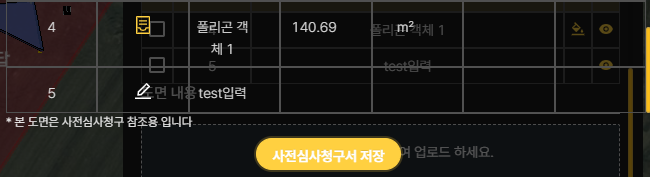 4 폴리곤 객체 1 140.69 m²
폴리곤 객체 1
5 test입력
도면 내용
5 test입력
* 본 도면은 사전심사청구 참조용 입니다
여 업로드 하세요.
사전심사청구서 저장